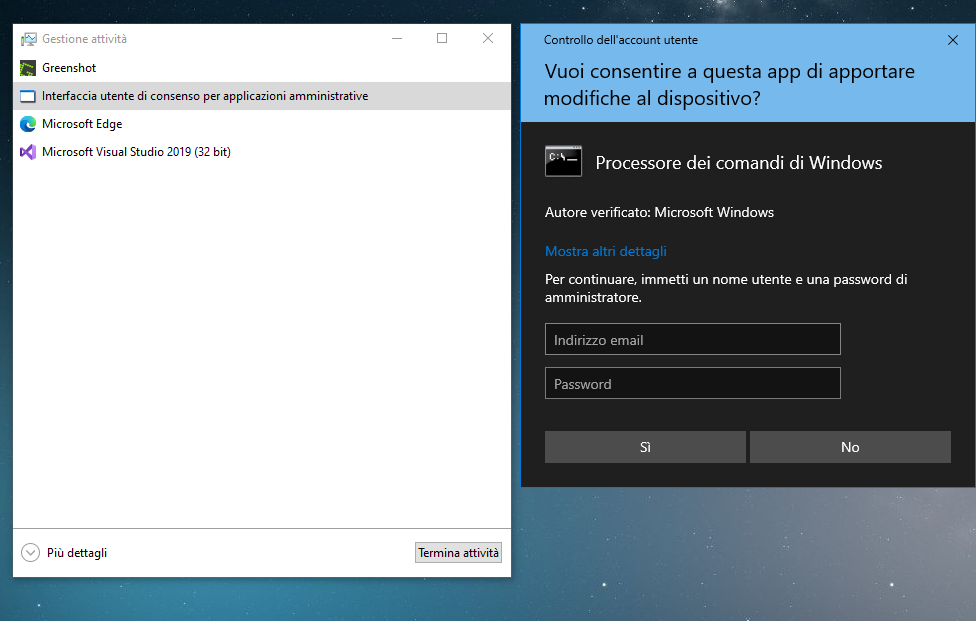 Gestione attività
Greenshot
Interfaccia utente di consenso per applicazioni amministrative
Microsoft Edge
Microsoft Visual Studio 2019 (32 bit)
Più dettagli
Termina attività
Controllo dell'account utente
Vuoi consentire a questa app di apportare
modifiche al dispositivo?
C:\
Processore dei comandi di Windows
Autore verificato: Microsoft Windows
Mostra altri dettagli
Per continuare, immetti un nome utente e una password di
amministratore.
Indirizzo email
Password
Sì
No